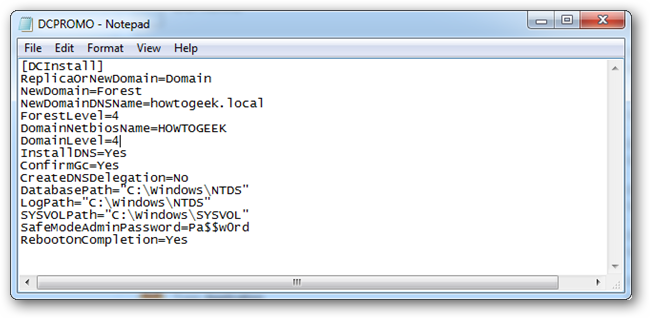 DCPROMO - Notepad
File Edit Format View Help
[DCInstall]
ReplicaOrNewDomain=Domain
NewDomain=Forest
NewDomainDNSName=howtogeek.local
ForestLevel=4
DomainNetbiosName=HOWTOGEEK
DomainLevel=4
InstallDNS=Yes
ConfirmGc=Yes
CreateDNSDelegation=No
DatabasePath="C:\Windows\NTDS"
LogPath="C:\Windows\NTDS"
SYSVOLPath="C:\Windows\SYSVOL"
SafeModeAdminPassword=Pa$$w0rd
RebootOnCompletion=Yes